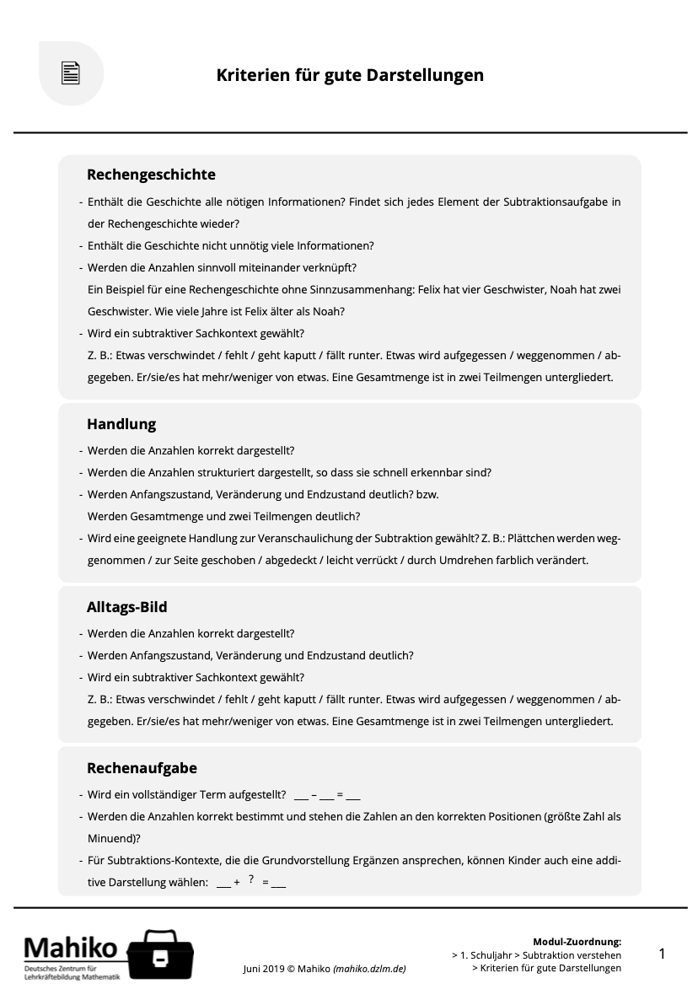 Kriterien für gute Darstellungen
Rechengeschichte
- Enthält die Geschichte alle nötigen Informationen? Findet sich jedes Element der Subtraktionsaufgabe in
der Rechengeschichte wieder?
- Enthält die Geschichte nicht unnötig viele Informationen?
- Werden die Anzahlen sinnvoll miteinander verknüpft?
Ein Beispiel für eine Rechengeschichte ohne Sinnzusammenhang: Felix hat vier Geschwister, Noah hat zwei
Geschwister. Wie viele Jahre ist Felix älter als Noah?
- Wird ein subtraktiver Sachkontext gewählt?
Z. B.: Etwas verschwindet / fehlt / geht kaputt / fällt runter. Etwas wird aufgegessen / weggenommen / ab-
gegeben. Er/sie/es hat mehr/weniger von etwas. Eine Gesamtmenge ist in zwei Teilmengen untergliedert.
Handlung
- Werden die Anzahlen korrekt dargestellt?
- Werden die Anzahlen strukturiert dargestellt, so dass sie schnell erkennbar sind?
- Werden Anfangszustand, Veränderung und Endzustand deutlich? bzw.
Werden Gesamtmenge und zwei Teilmengen deutlich?
- Wird eine geeignete Handlung zur Veranschaulichung der Subtraktion gewählt? Z. B.: Plättchen werden weg-
genommen / zur Seite geschoben / abgedeckt / leicht verrückt / durch Umdrehen farblich verändert.
Alltags-Bild
- Werden die Anzahlen korrekt dargestellt?
- Werden Anfangszustand, Veränderung und Endzustand deutlich?
- Wird ein subtraktiver Sachkontext gewählt?
Z. B.: Etwas verschwindet / fehlt / geht kaputt / fällt runter. Etwas wird aufgegessen / weggenommen / ab-
gegeben. Er/sie/es hat mehr/weniger von etwas. Eine Gesamtmenge ist in zwei Teilmengen untergliedert.
Rechenaufgabe
- Wird ein vollständiger Term aufgestellt? ___ – ___ = ___
- Werden die Anzahlen korrekt bestimmt und stehen die Zahlen an den korrekten Positionen (größte Zahl als
Minuend)?
- Für Subtraktions-Kontexte, die die Grundvorstellung Ergänzen ansprechen, können Kinder auch eine addi-
tive Darstellung wählen: ___ + ? = ___
Mahiko
Deutsches Zentrum für
Lehrkräftebildung Mathematik
Juni 2019 © Mahiko (mahiko.dzlm.de)
Modul-Zuordnung:
> 1. Schuljahr > Subtraktion verstehen
> Kriterien für gute Darstellungen
1